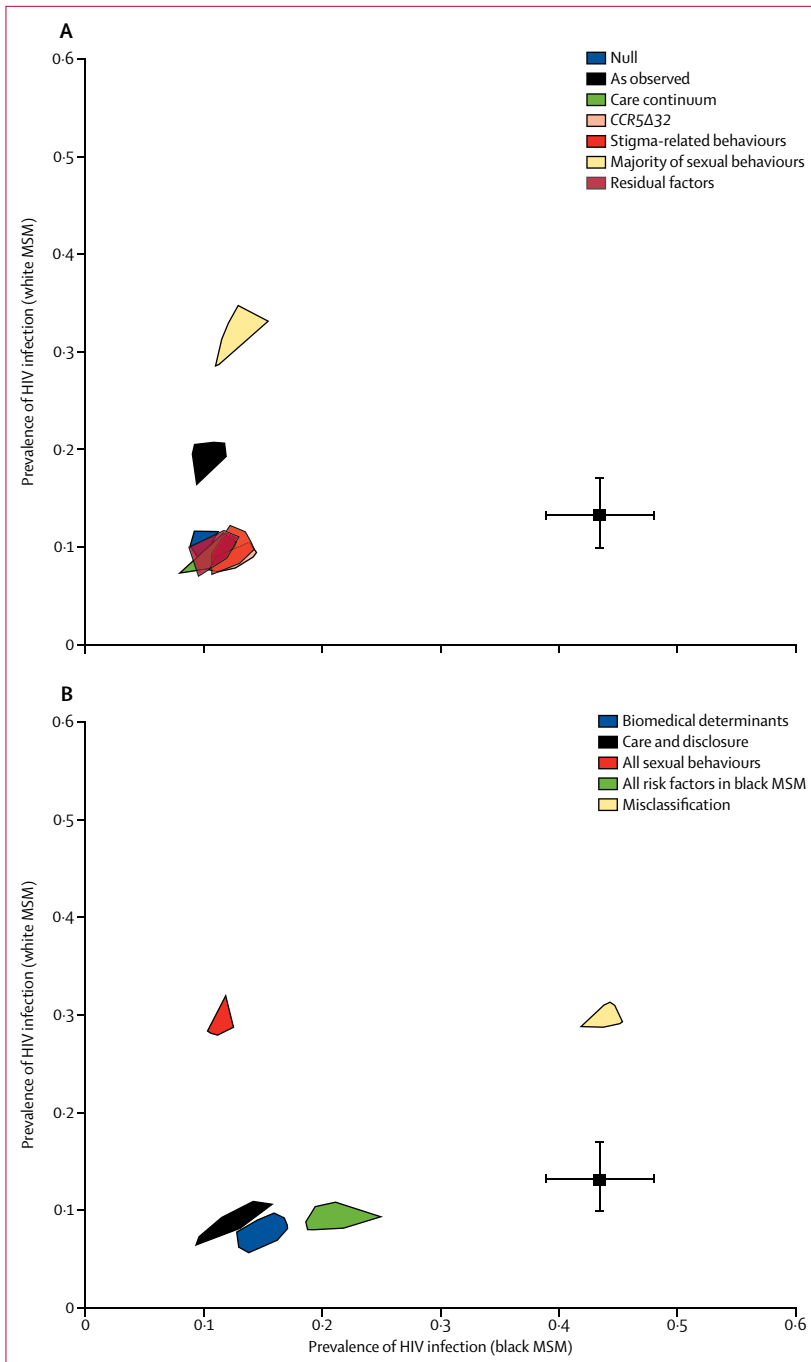 A
0·6
0·5
0·4
0·3
0·2
0·1
0
Prevalence of HIV infection (white MSM)
Null
As observed
Care continuum
CCR5Δ32
Stigma-related behaviours
Majority of sexual behaviours
Residual factors
B
0·6
0·5
0·4
0·3
0·2
0·1
0
Prevalence of HIV infection (white MSM)
Biomedical determinants
Care and disclosure
All sexual behaviours
All risk factors in black MSM
Misclassification
0
0·1
0·2
0·3
0·4
0·5
0·6
Prevalence of HIV infection (black MSM)